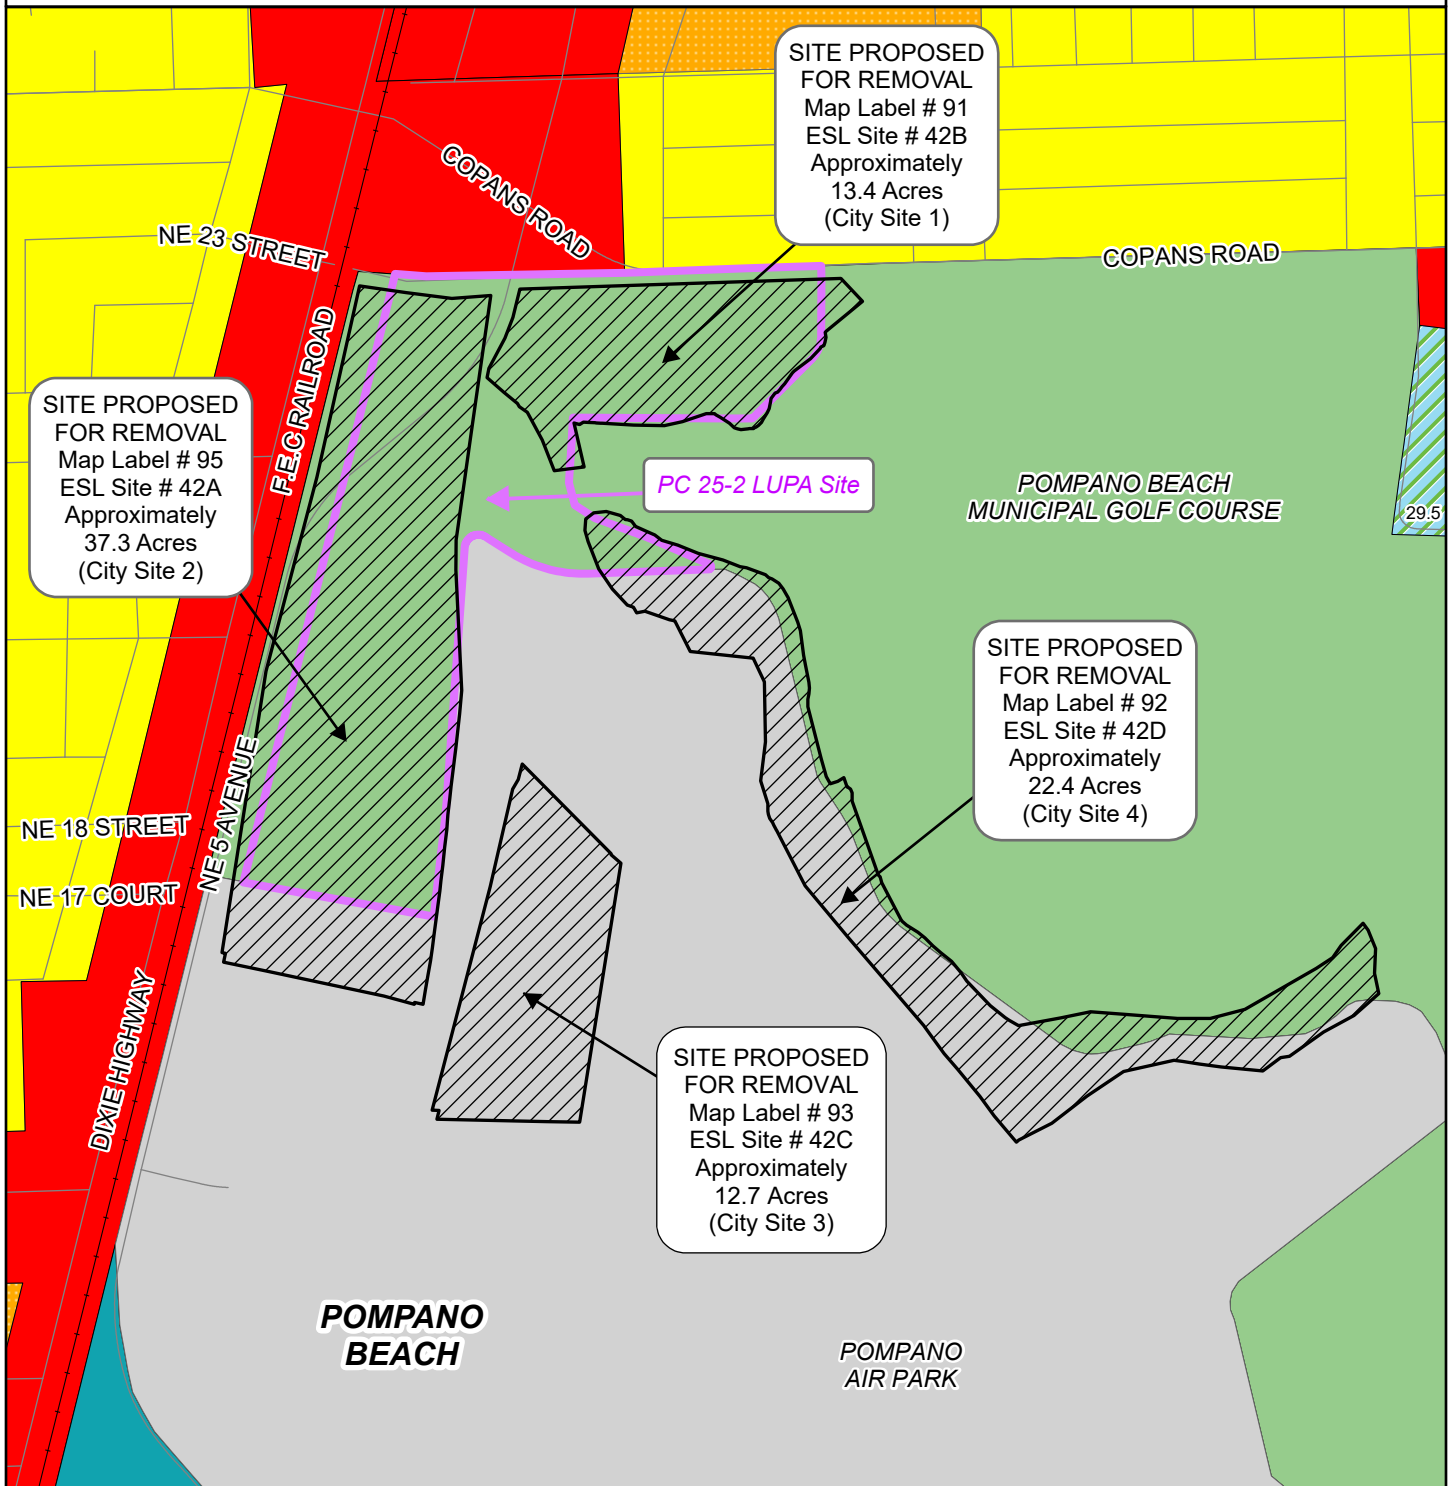 SITE PROPOSED
FOR REMOVAL
Map Label # 91
ESL Site # 42B
Approximately
13.4 Acres
(City Site 1)
COPANS ROAD
NE 23 STREET
COPANS ROAD
F.E.C RAILROAD
SITE PROPOSED
FOR REMOVAL
Map Label # 95
ESL Site # 42A
Approximately
37.3 Acres
(City Site 2)
PC 25-2 LUPA Site
POMPANO BEACH
MUNICIPAL GOLF COURSE
29.5
SITE PROPOSED
FOR REMOVAL
Map Label # 92
ESL Site # 42D
Approximately
22.4 Acres
(City Site 4)
NE 5 AVENUE
NE 18 STREET
NE 17 COURT
DIXIE HIGHWAY
SITE PROPOSED
FOR REMOVAL
Map Label # 93
ESL Site # 42C
Approximately
12.7 Acres
(City Site 3)
POMPANO
BEACH
POMPANO
AIR PARK